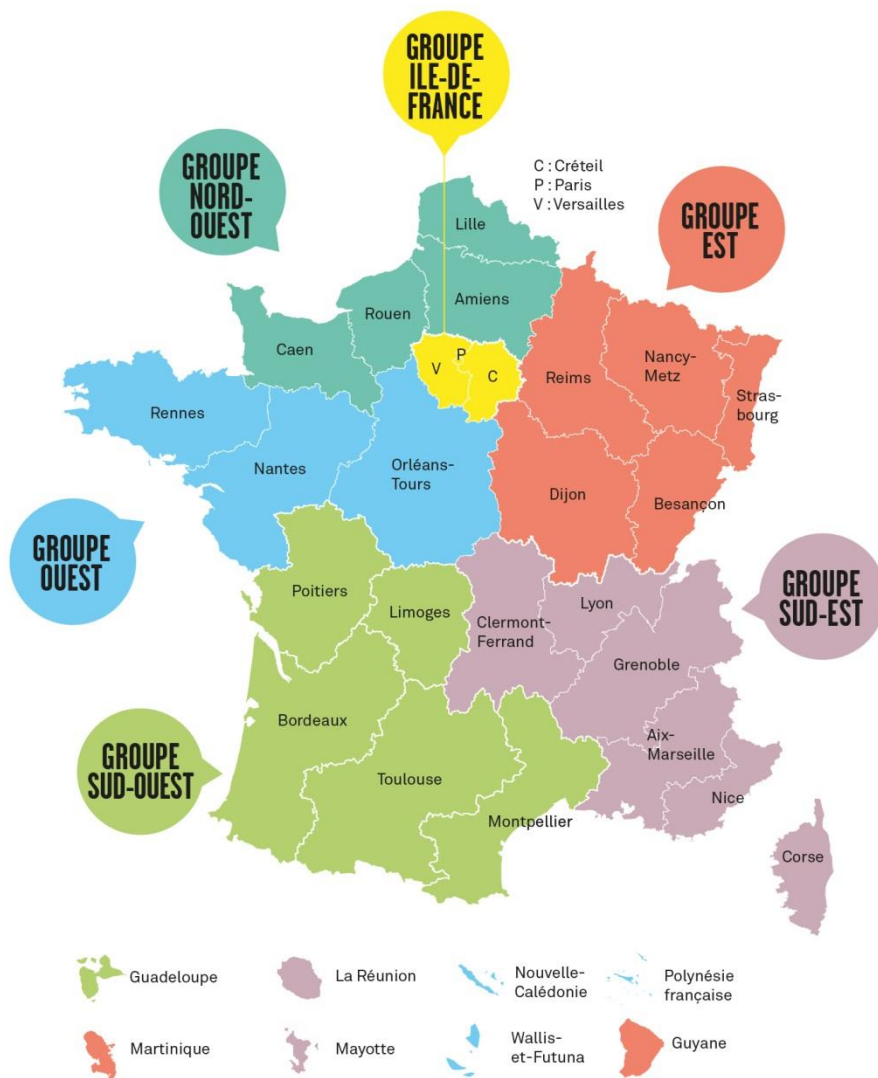 GROUPE
ILE-DE-
FRANCE
GROUPE
NORD-
OUEST
C : Créteil
P : Paris
V : Versailles
GROUPE
EST
Lille
Amiens
Rouen
Caen
P
V
C
Reims
Nancy-
Metz
Stras-
bourg
Rennes
Nantes
Orléans-
Tours
Dijon
Besançon
GROUPE
OUEST
GROUPE
SUD-EST
Poitiers
Limoges
Clermont-
Ferrand
Lyon
Grenoble
Bordeaux
Aix-
Marseille
GROUPE
SUD-OUEST
Toulouse
Nice
Montpellier
Corse
Guadeloupe
La Réunion
Nouvelle-
Calédonie
Polynésie
française
Martinique
Mayotte
Wallis-
et-Futuna
Guyane